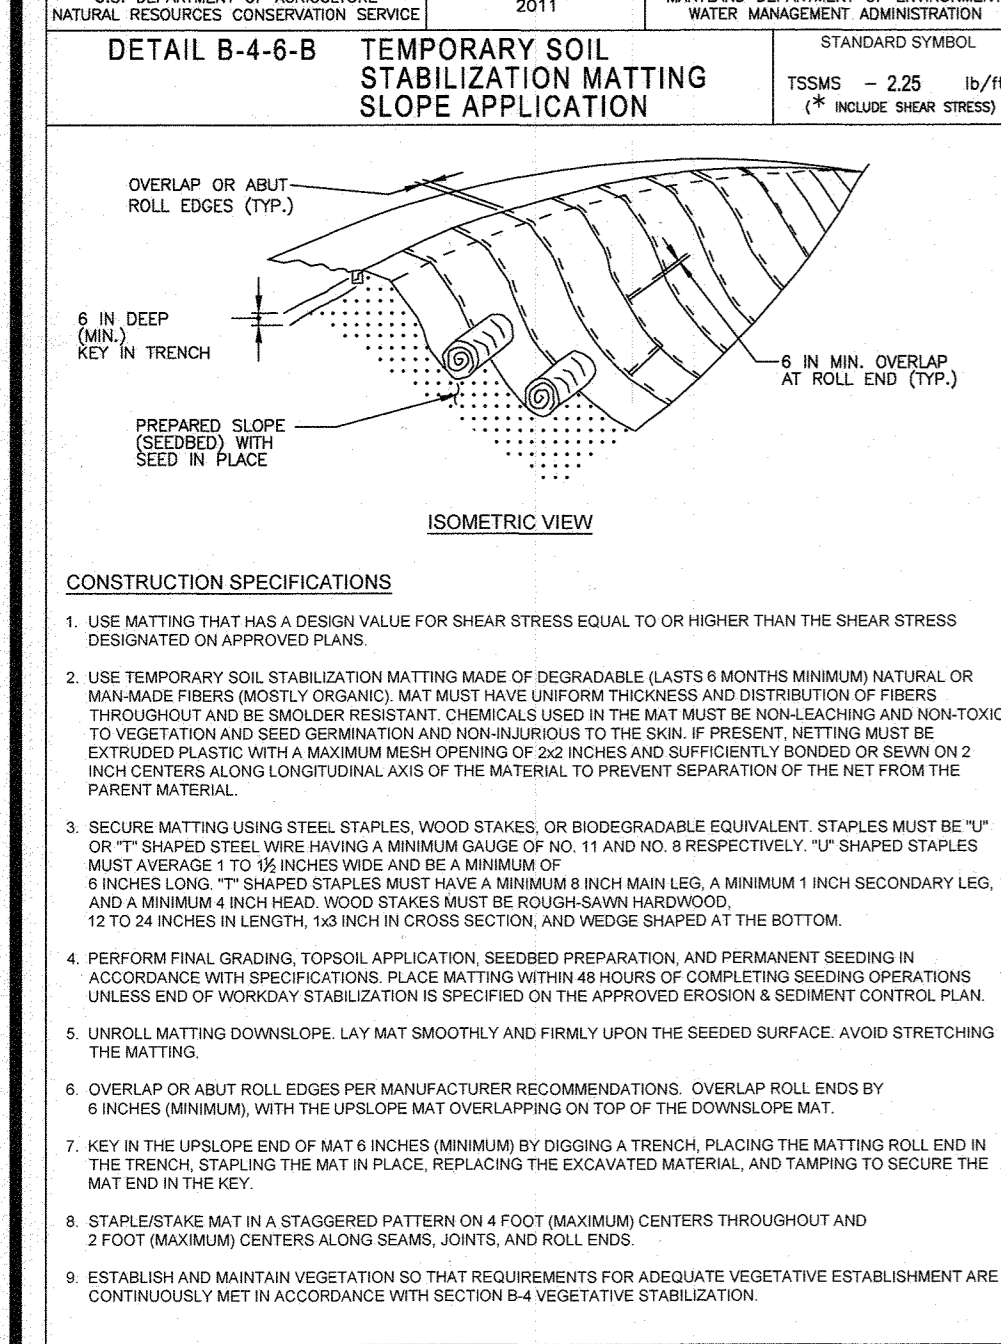 NATURAL RESOURCES CONSERVATION SERVICE
2011
WATER MANAGEMENT ADMINISTRATION
DETAIL B-4-6-B
TEMPORARY SOIL
STABILIZATION MATTING
SLOPE APPLICATION
STANDARD SYMBOL
TSSMS - 2.25 lb/ft
(* INCLUDE SHEAR STRESS)
OVERLAP OR ABUT
ROLL EDGES (TYP.)
6 IN DEEP
(MIN.)
KEY IN TRENCH
6 IN MIN. OVERLAP
AT ROLL END (TYP.)
PREPARED SLOPE
(SEEDBED) WITH
SEED IN PLACE
ISOMETRIC VIEW
CONSTRUCTION SPECIFICATIONS
1. USE MATTING THAT HAS A DESIGN VALUE FOR SHEAR STRESS EQUAL TO OR HIGHER THAN THE SHEAR STRESS
DESIGNATED ON APPROVED PLANS.
2. USE TEMPORARY SOIL STABILIZATION MATTING MADE OF DEGRADABLE (LASTS 6 MONTHS MINIMUM) NATURAL OR
MAN-MADE FIBERS (MOSTLY ORGANIC). MAT MUST HAVE UNIFORM THICKNESS AND DISTRIBUTION OF FIBERS
THROUGHOUT AND BE SMOLDER RESISTANT. CHEMICALS USED IN THE MAT MUST BE NON-LEACHING AND NON-TOXIC
TO VEGETATION AND SEED GERMINATION AND NON-INJURIOUS TO THE SKIN. IF PRESENT, NETTING MUST BE
EXTRUDED PLASTIC WITH A MAXIMUM MESH OPENING OF 2x2 INCHES AND SUFFICIENTLY BONDED OR SEWN ON 2
INCH CENTERS ALONG LONGITUDINAL AXIS OF THE MATERIAL TO PREVENT SEPARATION OF THE NET FROM THE
PARENT MATERIAL.
3. SECURE MATTING USING STEEL STAPLES, WOOD STAKES, OR BIODEGRADABLE EQUIVALENT. STAPLES MUST BE "U"
OR "T" SHAPED STEEL WIRE HAVING A MINIMUM GAUGE OF NO. 11 AND NO. 8 RESPECTIVELY. "U" SHAPED STAPLES
MUST AVERAGE 1 TO 1½ INCHES WIDE AND BE A MINIMUM OF
6 INCHES LONG. "T" SHAPED STAPLES MUST HAVE A MINIMUM 8 INCH MAIN LEG, A MINIMUM 1 INCH SECONDARY LEG,
AND A MINIMUM 4 INCH HEAD. WOOD STAKES MUST BE ROUGH-SAWN HARDWOOD,
12 TO 24 INCHES IN LENGTH, 1x3 INCH IN CROSS SECTION, AND WEDGE SHAPED AT THE BOTTOM.
4. PERFORM FINAL GRADING, TOPSOIL APPLICATION, SEEDBED PREPARATION, AND PERMANENT SEEDING IN
ACCORDANCE WITH SPECIFICATIONS. PLACE MATTING WITHIN 48 HOURS OF COMPLETING SEEDING OPERATIONS
UNLESS END OF WORKDAY STABILIZATION IS SPECIFIED ON THE APPROVED EROSION & SEDIMENT CONTROL PLAN.
5. UNROLL MATTING DOWNSLOPE. LAY MAT SMOOTHLY AND FIRMLY UPON THE SEEDED SURFACE. AVOID STRETCHING
THE MATTING.
6. OVERLAP OR ABUT ROLL EDGES PER MANUFACTURER RECOMMENDATIONS. OVERLAP ROLL ENDS BY
6 INCHES (MINIMUM), WITH THE UPSLOPE MAT OVERLAPPING ON TOP OF THE DOWNSLOPE MAT.
7. KEY IN THE UPSLOPE END OF MAT 6 INCHES (MINIMUM) BY DIGGING A TRENCH, PLACING THE MATTING ROLL END IN
THE TRENCH, STAPLING THE MAT IN PLACE, REPLACING THE EXCAVATED MATERIAL, AND TAMPING TO SECURE THE
MAT END IN THE KEY.
8. STAPLE/STAKE MAT IN A STAGGERED PATTERN ON 4 FOOT (MAXIMUM) CENTERS THROUGHOUT AND
2 FOOT (MAXIMUM) CENTERS ALONG SEAMS, JOINTS, AND ROLL ENDS.
9. ESTABLISH AND MAINTAIN VEGETATION SO THAT REQUIREMENTS FOR ADEQUATE VEGETATIVE ESTABLISHMENT ARE
CONTINUOUSLY MET IN ACCORDANCE WITH SECTION B-4 VEGETATIVE STABILIZATION.